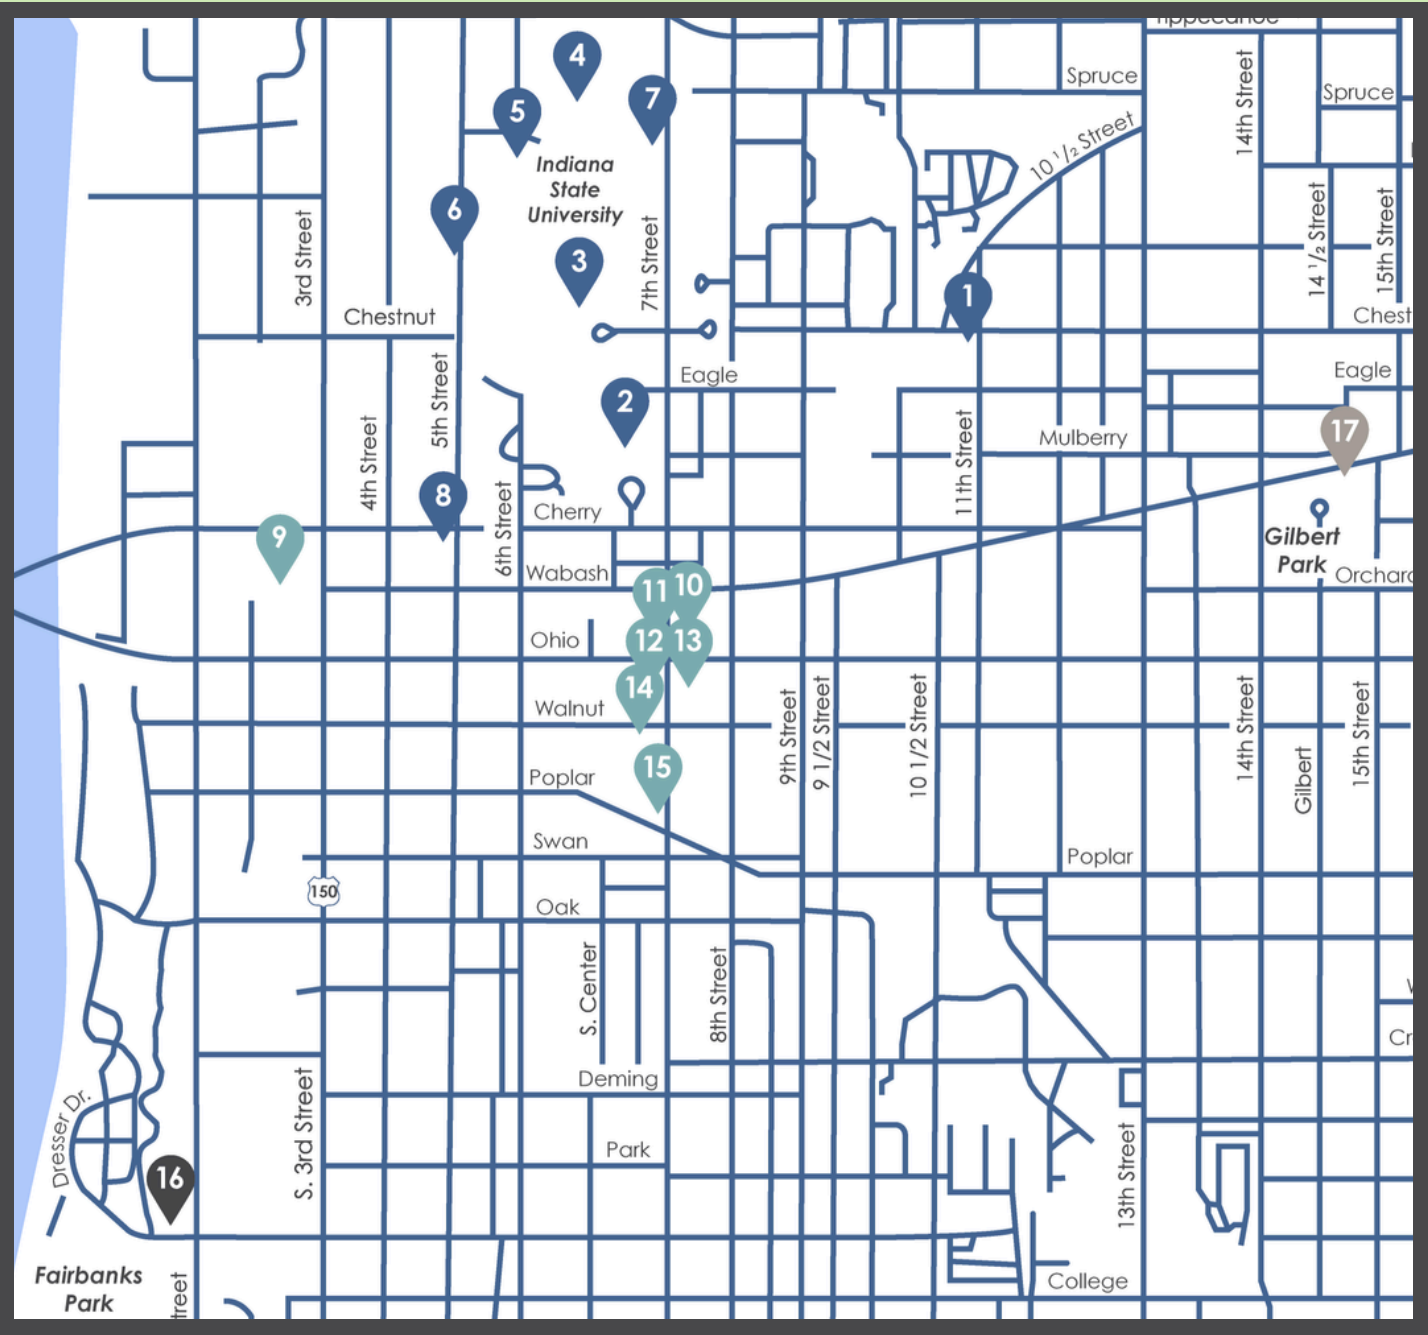 Tippecanoe
4
Spruce
7
5
14th Street
Spruce
10 1/2 Street
Indiana
State
University
6
3rd Street
7th Street
14 1/2 Street
15th Street
3
1
Chestnut
Chest
5th Street
Eagle
Eagle
2
4th Street
11th Street
Mulberry
17
8
6th Street
Cherry
9
Gilbert
Park
Wabash
11
10
Orchard
Ohio
12
13
14
Walnut
9th Street
9 1/2 Street
10 1/2 Street
14th Street
Gilbert
15th Street
15
Poplar
Swan
Poplar
150
Oak
S. Center
8th Street
Cr
Deming
Dresser Dr.
S. 3rd Street
Park
13th Street
16
Fairbanks
Park
treet
College